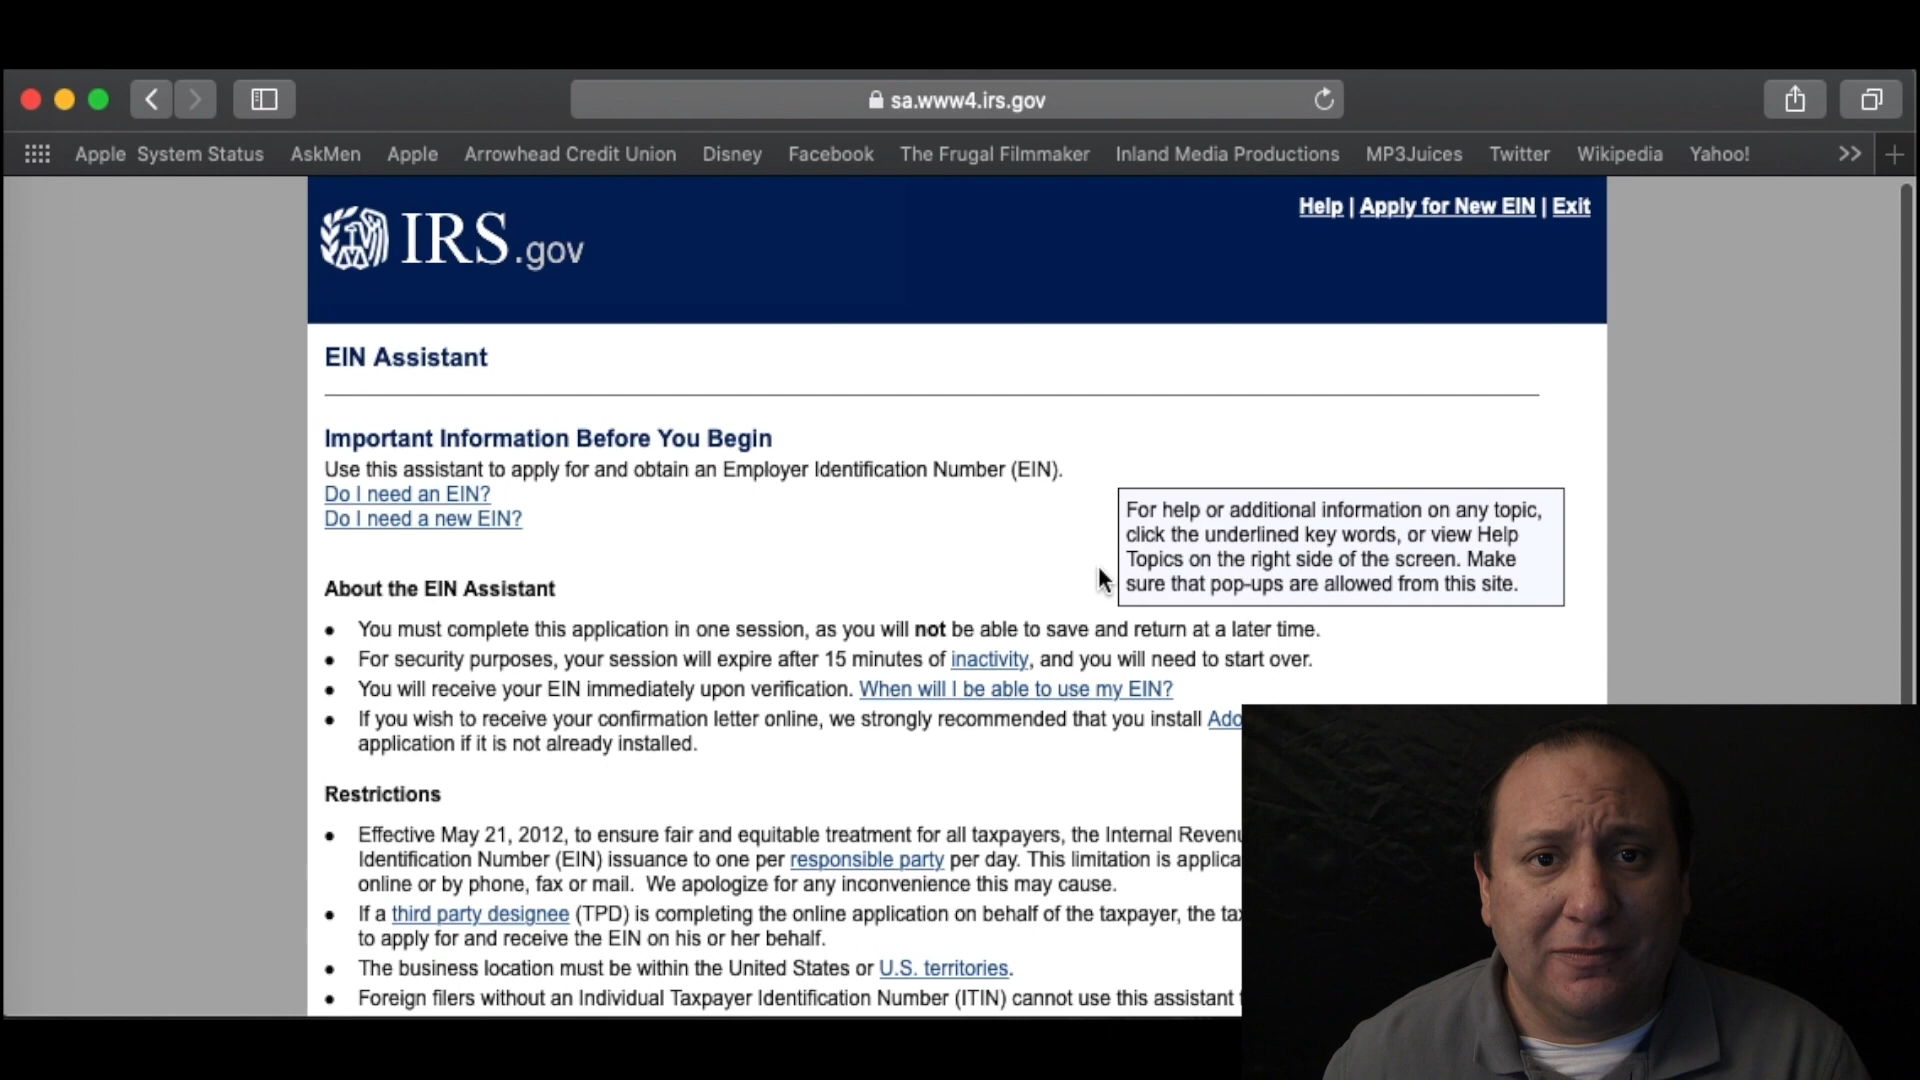 sa.www4.irs.gov
Apple System Status AskMen Apple Arrowhead Credit Union Disney Facebook The Frugal Filmmaker Inland Media Productions MP3Juices Twitter Wikipedia Yahoo!
Help | Apply for New EIN | Exit
IRS.gov
EIN Assistant
Important Information Before You Begin
Use this assistant to apply for and obtain an Employer Identification Number (EIN).
Do I need an EIN?
Do I need a new EIN?
For help or additional information on any topic,
click the underlined key words, or view Help
Topics on the right side of the screen. Make
sure that pop-ups are allowed from this site.
About the EIN Assistant
• You must complete this application in one session, as you will not be able to save and return at a later time.
• For security purposes, your session will expire after 15 minutes of inactivity, and you will need to start over.
• You will receive your EIN immediately upon verification. When will I be able to use my EIN?
• If you wish to receive your confirmation letter online, we strongly recommended that you install Ado
application if it is not already installed.
Restrictions
• Effective May 21, 2012, to ensure fair and equitable treatment for all taxpayers, the Internal Revenu
Identification Number (EIN) issuance to one per responsible party per day. This limitation is applica
online or by phone, fax or mail. We apologize for any inconvenience this may cause.
• If a third party designee (TPD) is completing the online application on behalf of the taxpayer, the ta
to apply for and receive the EIN on his or her behalf.
• The business location must be within the United States or U.S. territories.
• Foreign filers without an Individual Taxpayer Identification Number (ITIN) cannot use this assistant